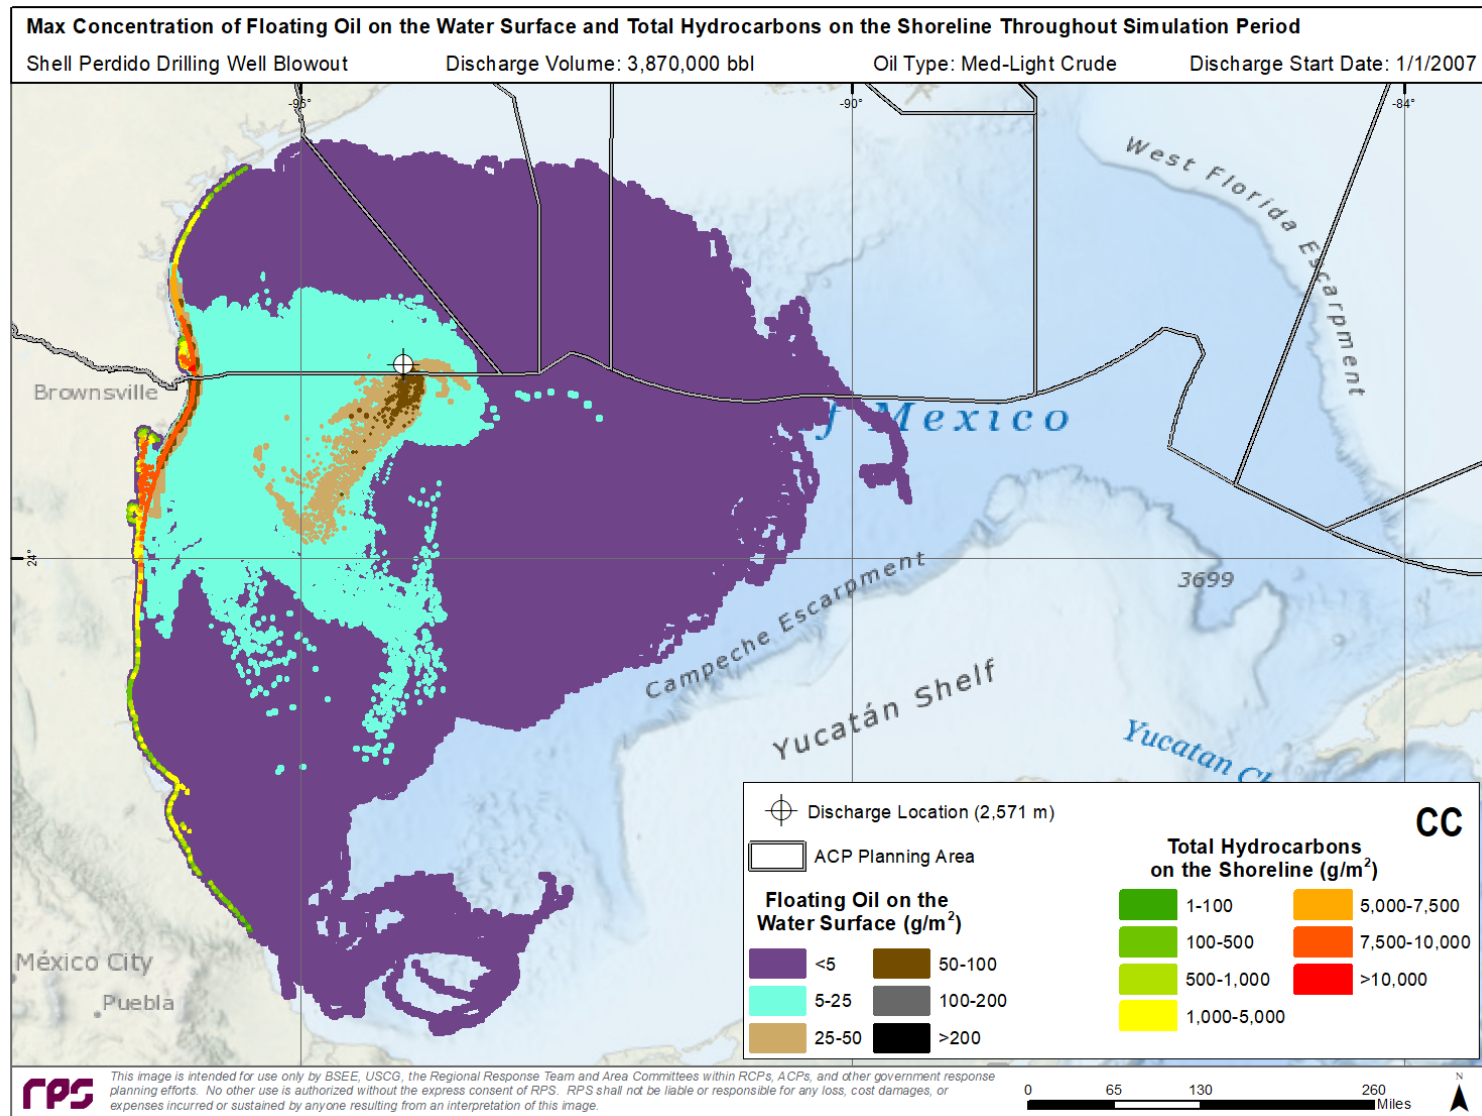 Max Concentration of Floating Oil on the Water Surface and Total Hydrocarbons on the Shoreline Throughout Simulation Period
Shell Perdido Drilling Well Blowout Discharge Volume: 3,870,000 bbl Oil Type: Med-Light Crude Discharge Start Date: 1/1/2007
-95° -90° -84°
West Florida Escarpment
Brownsville
Mexico
24°
3699
Campeche Escarpment
Yucatán Shelf
Yucatan
México City
Puebla
Discharge Location (2,571 m)
CC
ACP Planning Area
Floating Oil on the
Water Surface (g/m²)
<5
5-25
25-50
50-100
100-200
>200
Total Hydrocarbons
on the Shoreline (g/m²)
1-100
100-500
500-1,000
1,000-5,000
5,000-7,500
7,500-10,000
>10,000
rps
This image is intended for use only by BSEE, USCG, the Regional Response Team and Area Committees within RCPs, ACPs, and other government response
planning efforts. No other use is authorized without the express consent of RPS. RPS shall not be liable or responsible for any loss, cost damages, or
expenses incurred or sustained by anyone resulting from an interpretation of this image.
0 65 130 260
Miles
N